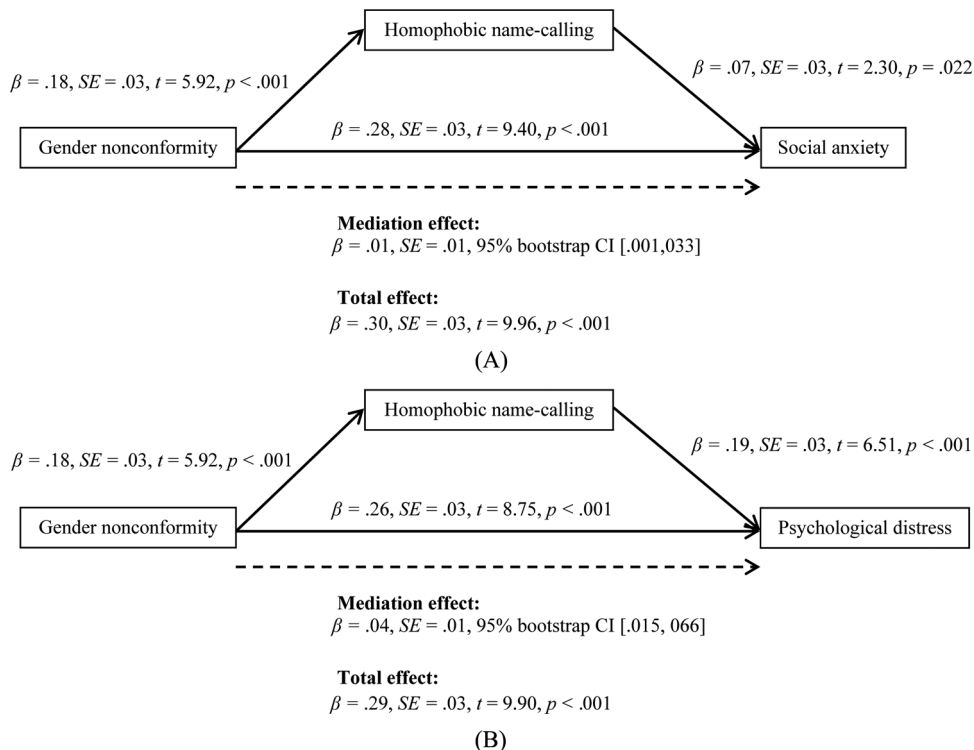 Homophobic name-calling
β = .18, SE = .03, t = 5.92, p < .001
β = .07, SE = .03, t = 2.30, p = .022
β = .28, SE = .03, t = 9.40, p < .001
Gender nonconformity
Social anxiety
Mediation effect:
β = .01, SE = .01, 95% bootstrap CI [.001,033]
Total effect:
β = .30, SE = .03, t = 9.96, p < .001
(A)
Homophobic name-calling
β = .18, SE = .03, t = 5.92, p < .001
β = .19, SE = .03, t = 6.51, p < .001
β = .26, SE = .03, t = 8.75, p < .001
Gender nonconformity
Psychological distress
Mediation effect:
β = .04, SE = .01, 95% bootstrap CI [.015, 066]
Total effect:
β = .29, SE = .03, t = 9.90, p < .001
(B)